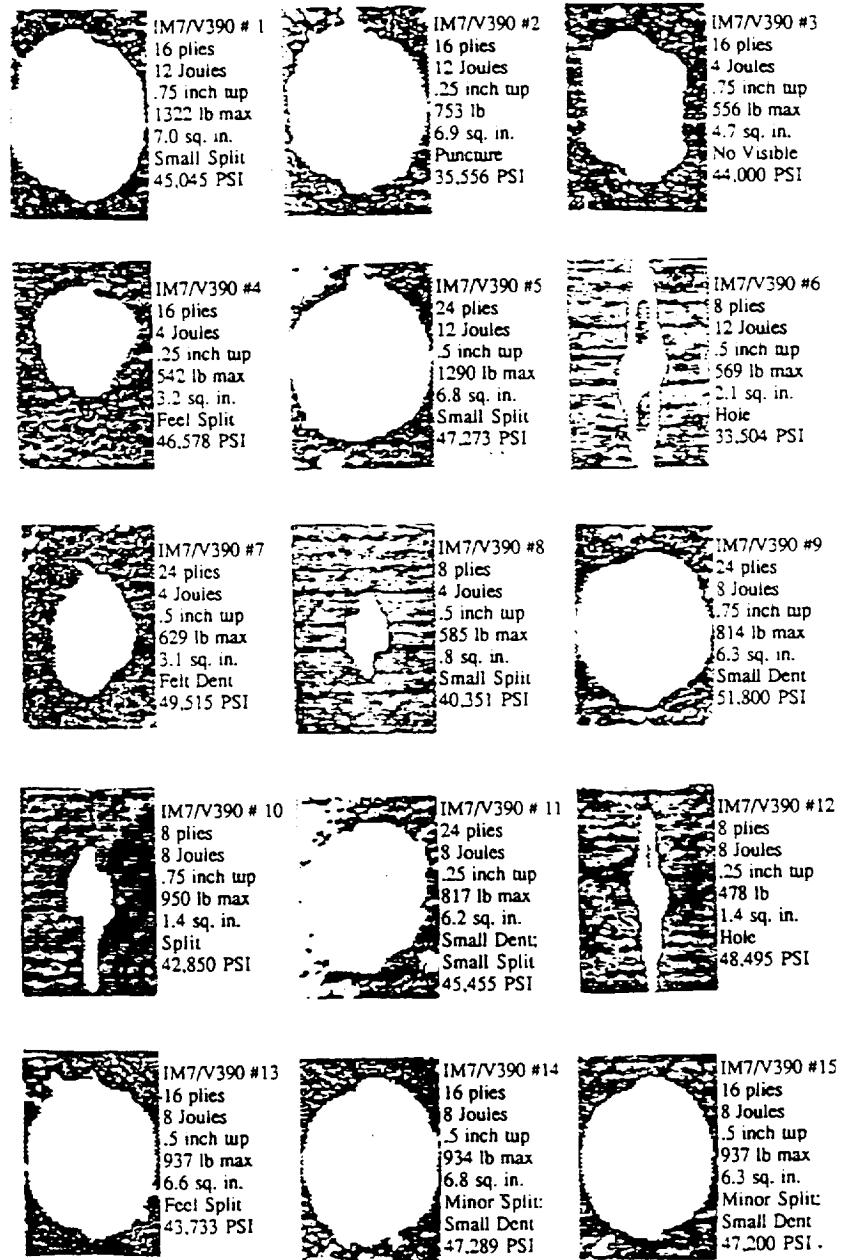 IM7/V390 # 1
16 plies
12 Joules
.75 inch tup
1322 lb max
7.0 sq. in.
Small Split
45,045 PSI
IM7/V390 #2
16 plies
12 Joules
.25 inch tup
753 lb
6.9 sq. in.
Puncture
35,556 PSI
IM7/V390 #3
16 plies
4 Joules
.75 inch tup
556 lb max
4.7 sq. in.
No Visible
44,000 PSI
IM7/V390 #4
16 plies
4 Joules
.25 inch tup
542 lb max
3.2 sq. in.
Feel Split
46,578 PSI
IM7/V390 #5
24 plies
12 Joules
.5 inch tup
1290 lb max
6.8 sq. in.
Small Split
47,273 PSI
IM7/V390 #6
8 plies
12 Joules
.5 inch tup
569 lb max
2.1 sq. in.
Hole
33,504 PSI
IM7/V390 #7
24 plies
4 Joules
.5 inch tup
629 lb max
3.1 sq. in.
Felt Dent
49,515 PSI
IM7/V390 #8
8 plies
4 Joules
.5 inch tup
585 lb max
.8 sq. in.
Small Split
40,351 PSI
IM7/V390 #9
24 plies
8 Joules
.75 inch tup
814 lb max
6.3 sq. in.
Small Dent
51,800 PSI
IM7/V390 # 10
8 plies
8 Joules
.75 inch tup
950 lb max
1.4 sq. in.
Split
42,850 PSI
IM7/V390 # 11
24 plies
8 Joules
.25 inch tup
817 lb max
6.2 sq. in.
Small Dent;
Small Split
45,455 PSI
IM7/V390 #12
8 plies
8 Joules
.25 inch tup
478 lb
1.4 sq. in.
Hole
48,495 PSI
IM7/V390 #13
16 plies
8 Joules
.5 inch tup
937 lb max
6.6 sq. in.
Feel Split
43,733 PSI
IM7/V390 #14
16 plies
8 Joules
.5 inch tup
934 lb max
6.8 sq. in.
Minor Split;
Small Dent
47,289 PSI
IM7/V390 #15
16 plies
8 Joules
.5 inch tup
937 lb max
6.3 sq. in.
Minor Split;
Small Dent
47,200 PSI .